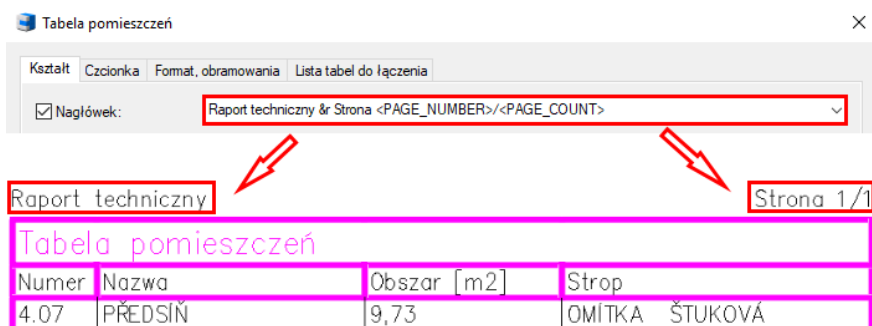 Tabela pomieszczeń
Kształt Czcionka Format, obramowania Lista tabel do łączenia
Nagłówek: Raport techniczny &r Strona <PAGE_NUMBER>/<PAGE_COUNT>
Raport techniczny Strona 1/1
Tabela pomieszczeń
Numer Nazwa Obszar [m2] Strop
4.07 PŘEDSÍŇ 9,73 OMÍTKA ŠTUKOVÁ